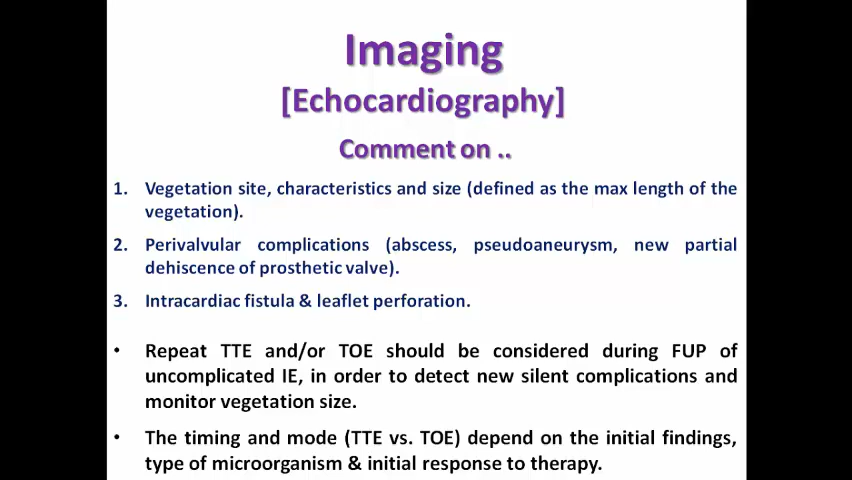 Imaging
[Echocardiography]
Comment on ..
1. Vegetation site, characteristics and size (defined as the max length of the
vegetation).
2. Perivalvular complications (abscess, pseudoaneurysm, new partial
dehiscence of prosthetic valve).
3. Intracardiac fistula & leaflet perforation.
• Repeat TTE and/or TOE should be considered during FUP of
uncomplicated IE, in order to detect new silent complications and
monitor vegetation size.
• The timing and mode (TTE vs. TOE) depend on the initial findings,
type of microorganism & initial response to therapy.